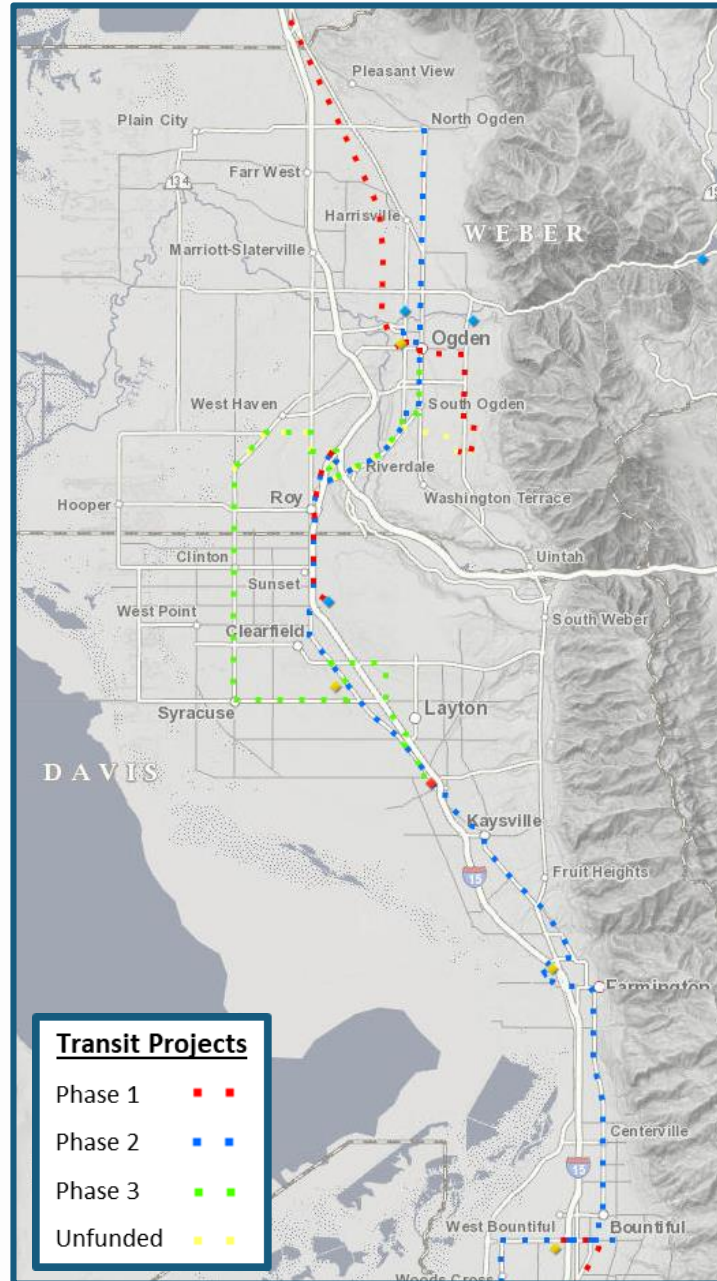 Pleasant View
Plain City
North Ogden
134
Farr West
Harrisville
WEBER
Marriott-Slaterville
Ogden
West Haven
South Ogden
Riverdale
Washington Terrace
Hooper
Roy
Clinton
Uintah
Sunset
West Point
South Weber
Clearfield
Syracuse
Layton
DAVIS
Kaysville
15
Fruit Heights
Farmington
Centerville
15
West Bountiful
Bountiful
Woods Cross
Transit Projects
Phase 1
Phase 2
Phase 3
Unfunded